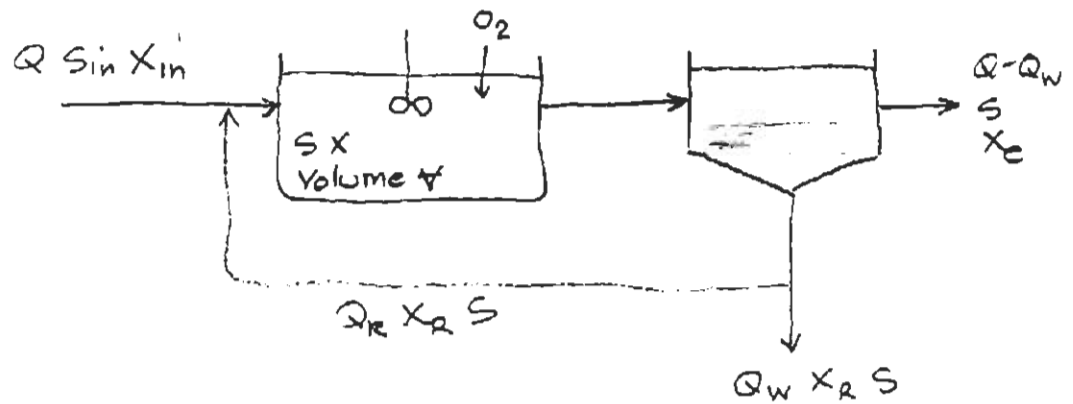 Q Sin Xin
O₂
S X
Volume ∀
Q-Qw
S
Xe
QR XR S
Qw XR S